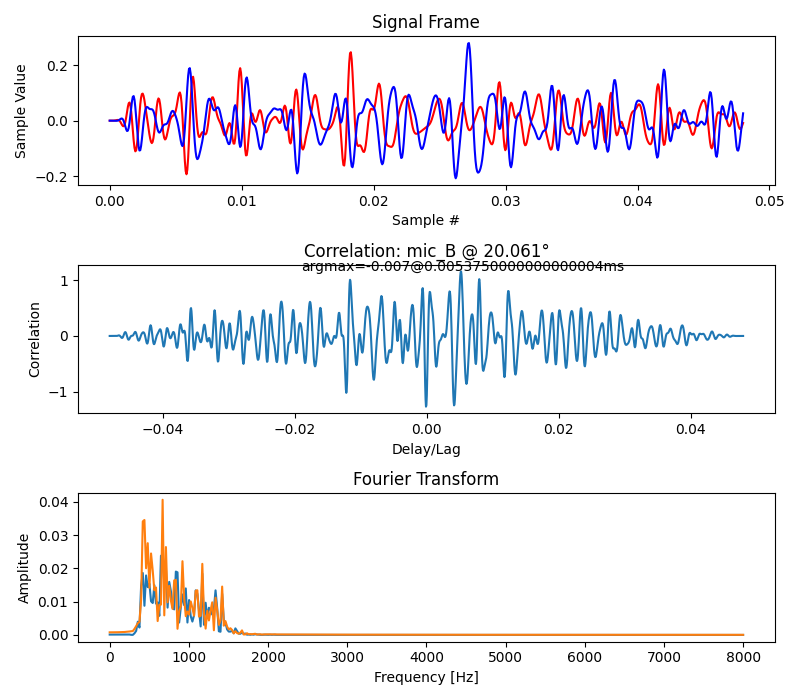 Signal Frame
Sample Value
0.2
0.0
−0.2
0.00 0.01 0.02 0.03 0.04 0.05
Sample #
Correlation: mic_B @ 20.061°
argmax=-0.007@0.0053750000000000004ms
Correlation
1
0
−1
−0.04 −0.02 0.00 0.02 0.04
Delay/Lag
Fourier Transform
Amplitude
0.04
0.03
0.02
0.01
0.00
0 1000 2000 3000 4000 5000 6000 7000 8000
Frequency [Hz]